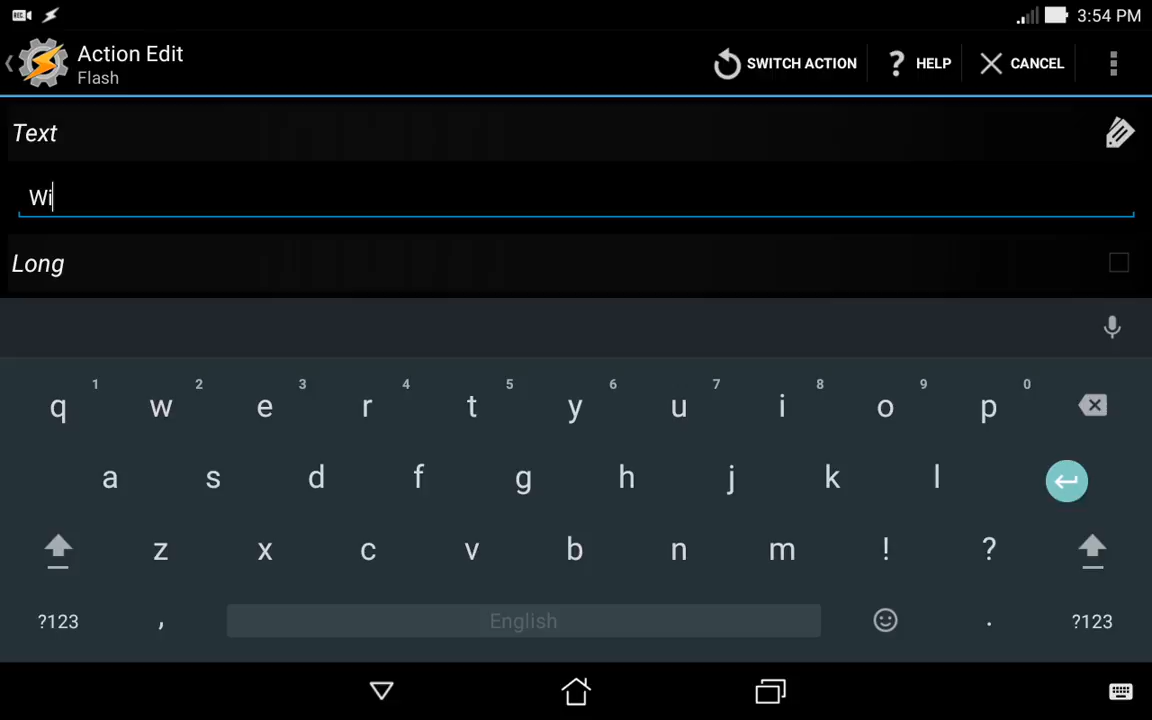 REC 3:54 PM
Action Edit
Flash
SWITCH ACTION ? HELP CANCEL
Text
Wi
Long
1 2 3 4 5 6 7 8 9 0
q w e r t y u i o p
a s d f g h j k l
z x c v b n m ! ?
?123 , English . ?123